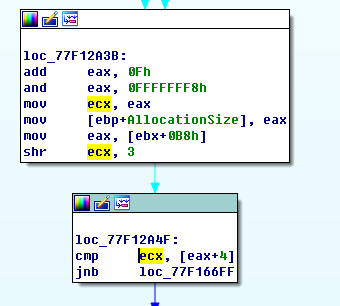 loc_77F12A3B:
add eax, 0Fh
and eax, 0FFFFFFF8h
mov ecx, eax
mov [ebp+AllocationSize], eax
mov eax, [ebx+0B8h]
shr ecx, 3
loc_77F12A4F:
cmp ecx, [eax+4]
jnb loc_77F166FF